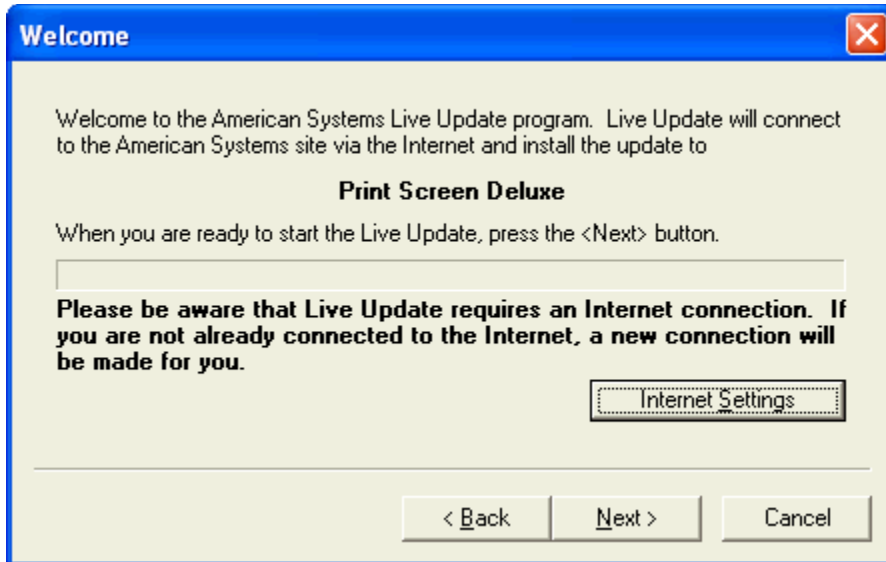 Welcome
Welcome to the American Systems Live Update program.  Live Update will connect
to the American Systems site via the Internet and install the update to
Print Screen Deluxe
When you are ready to start the Live Update, press the <Next> button.
Please be aware that Live Update requires an Internet connection.  If
you are not already connected to the Internet, a new connection will
be made for you.
Internet Settings
< Back
Next >
Cancel